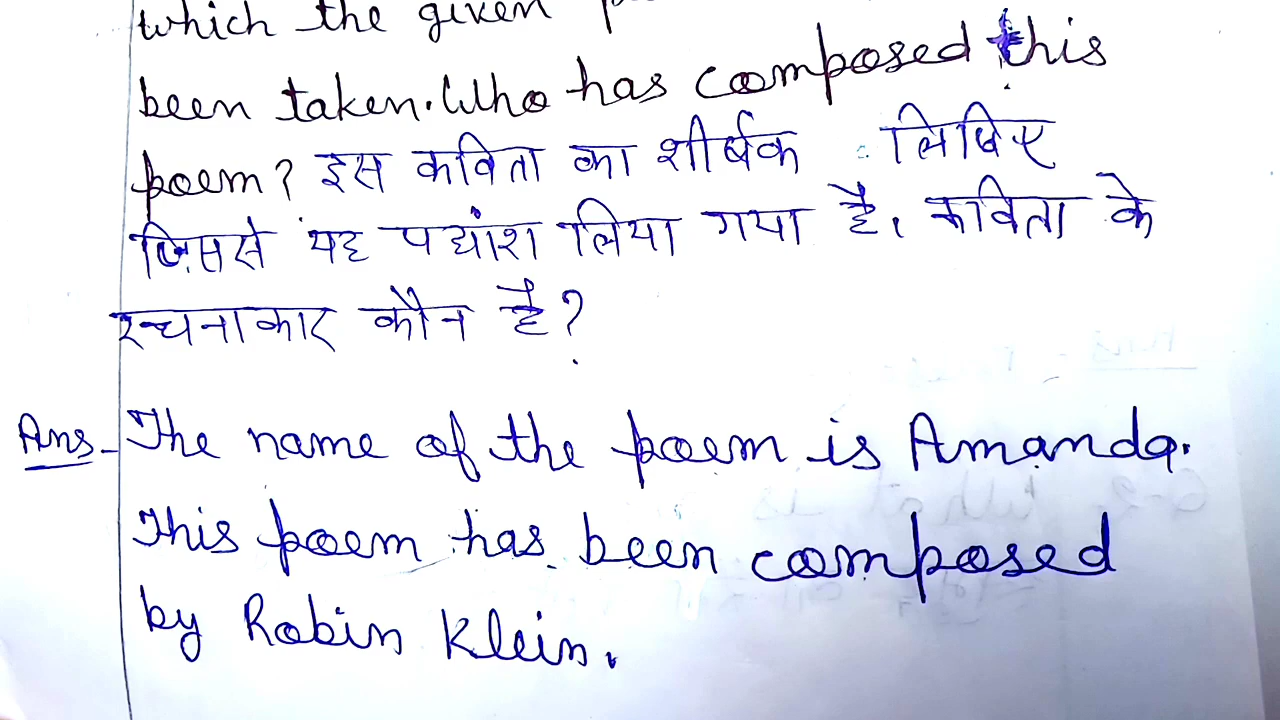 which the given
been taken. Who has composed this
poem? इस कविता का शीर्षक लिखिए
जिससे यह पद्यांश लिया गया है, कविता के
रचनाकार कौन है?
Ans- The name of the poem is Amanda.
This poem has been composed
by Robin Klein.